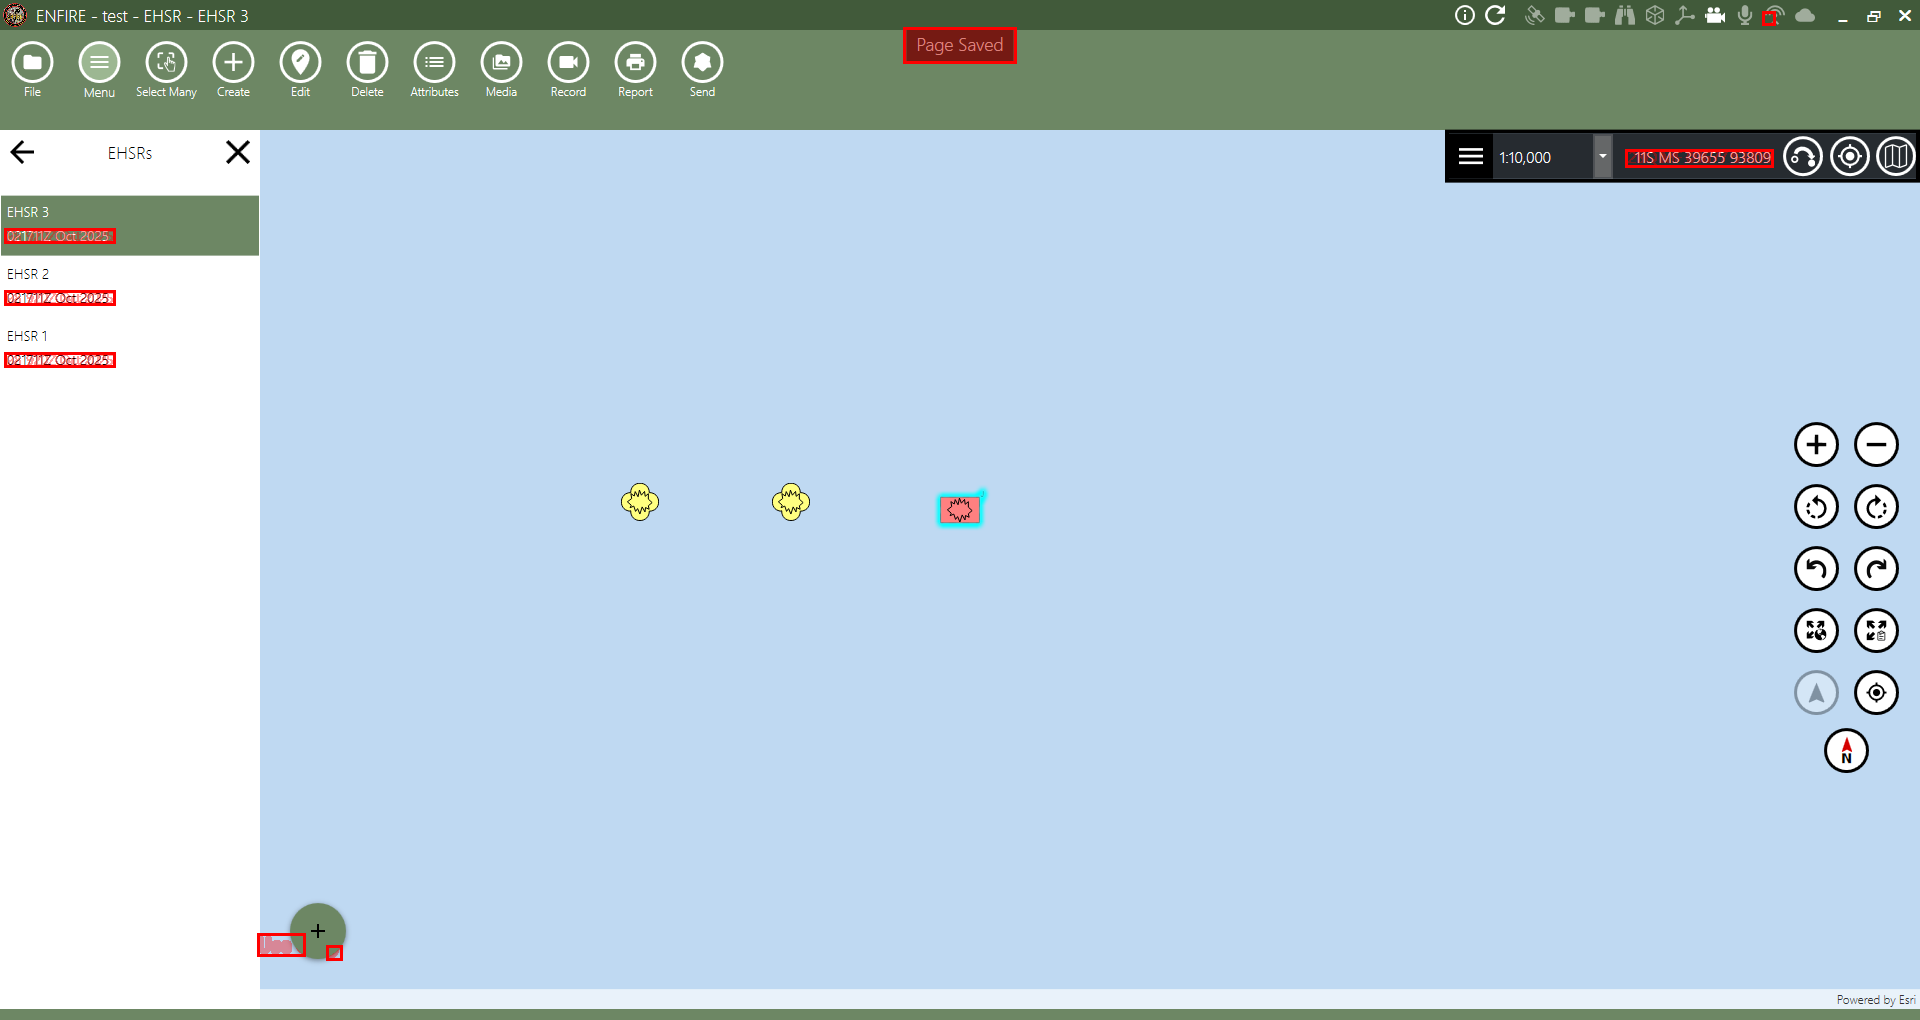 ENFIRE - test - EHSR - EHSR 3
Page Saved
File
Menu
Select Many
Create
Edit
Delete
Attributes
Media
Record
Report
Send
EHSRs
1:10,000
11S MS 39655 93809
EHSR 3
021711Z Oct 2025
EHSR 2
021711Z Oct 2025
EHSR 1
021711Z Oct 2025
N
Powered by Esri